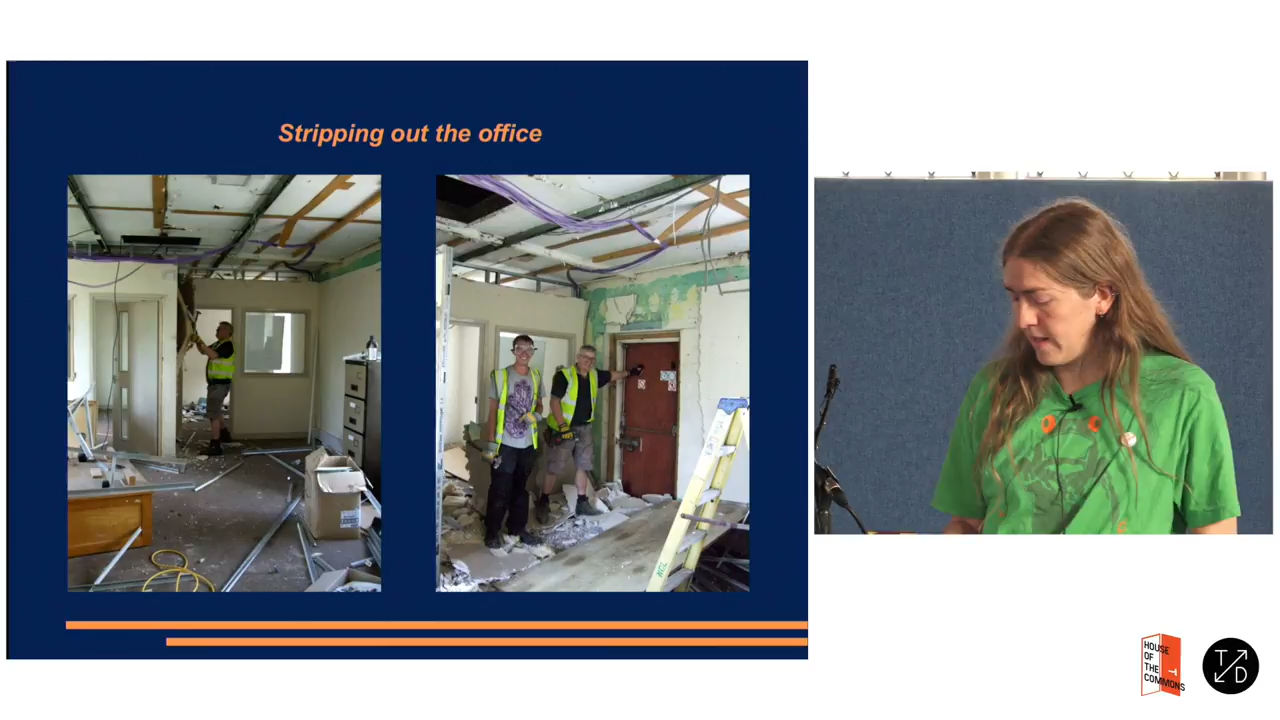 Stripping out the office
HOUSE
OF
THE
COMMONS
T
D